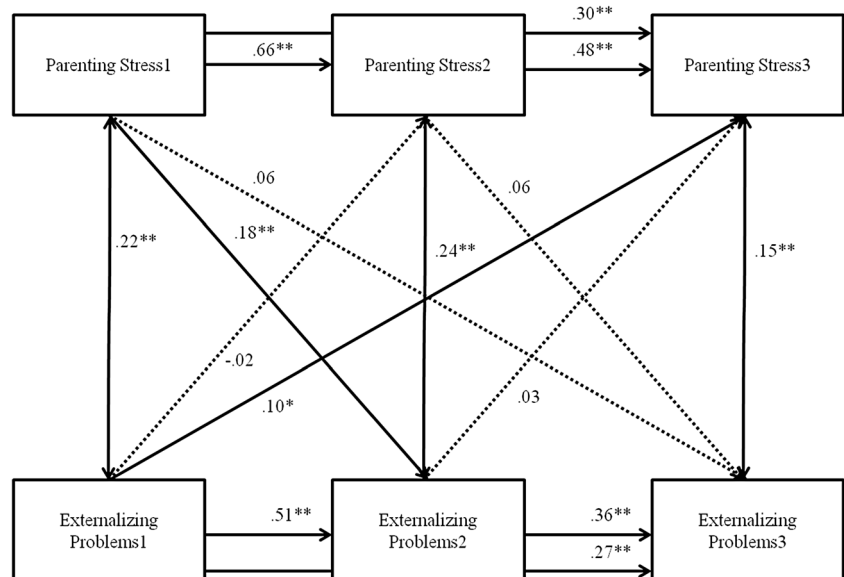 .30**
.66**
.48**
Parenting Stress1
Parenting Stress2
Parenting Stress3
.06
.06
.22**
.18**
.24**
.15**
-.02
.03
.10*
.51**
.36**
Externalizing
Problems1
Externalizing
Problems2
Externalizing
Problems3
.27**